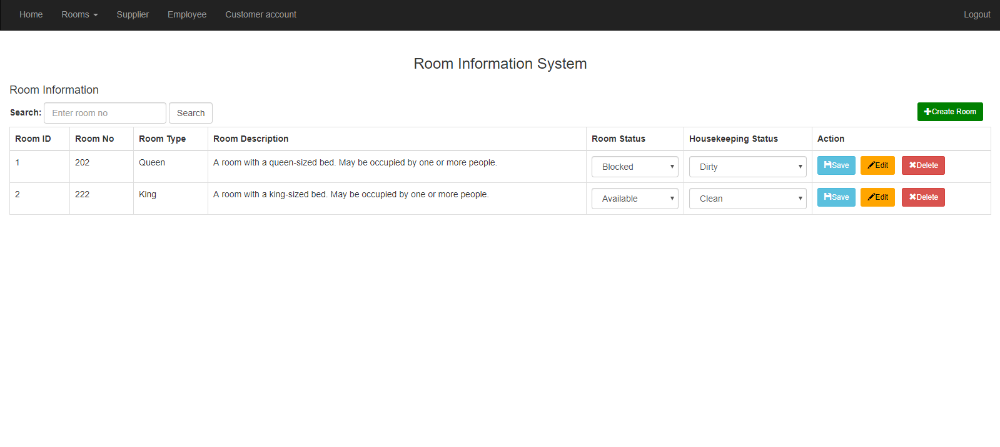 Home Rooms Supplier Employee Customer account Logout
Room Information System
Room Information
Search: Enter room no Search Create Room
Room ID Room No Room Type Room Description Room Status Housekeeping Status Action
1 202 Queen A room with a queen-sized bed. May be occupied by one or more people. Blocked Dirty Save Edit Delete
2 222 King A room with a king-sized bed. May be occupied by one or more people. Available Clean Save Edit Delete